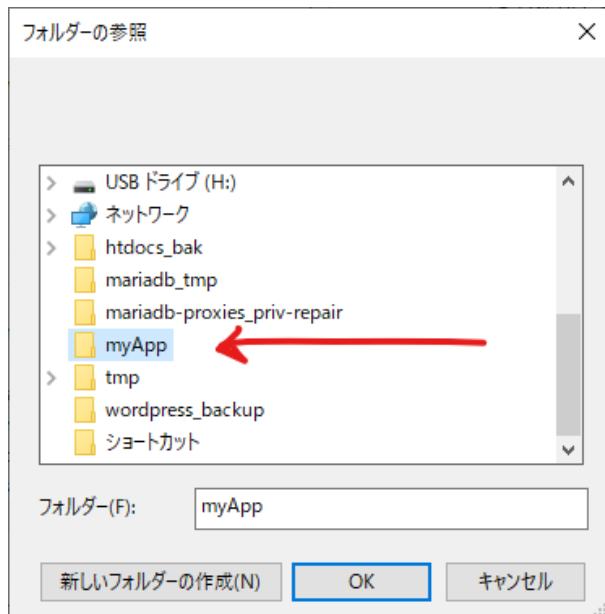 フォルダーの参照
USB ドライブ (H:)
ネットワーク
htdocs_bak
mariadb_tmp
mariadb-proxies_priv-repair
myApp
tmp
wordpress_backup
ショートカット
フォルダー(F):
myApp
新しいフォルダーの作成(N)
OK
キャンセル